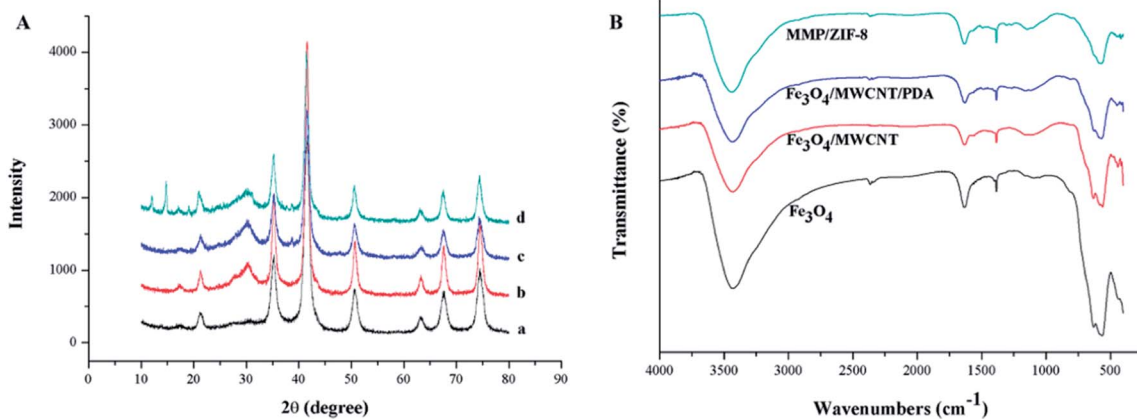 A
4000
3000
2000
1000
0
Intensity
d
c
b
a
0 10 20 30 40 50 60 70 80 90
2θ (degree)
B
MMP/ZIF-8
Fe₃O₄/MWCNT/PDA
Fe₃O₄/MWCNT
Fe₃O₄
Transmittance (%)
4000 3500 3000 2500 2000 1500 1000 500
Wavenumbers (cm⁻¹)